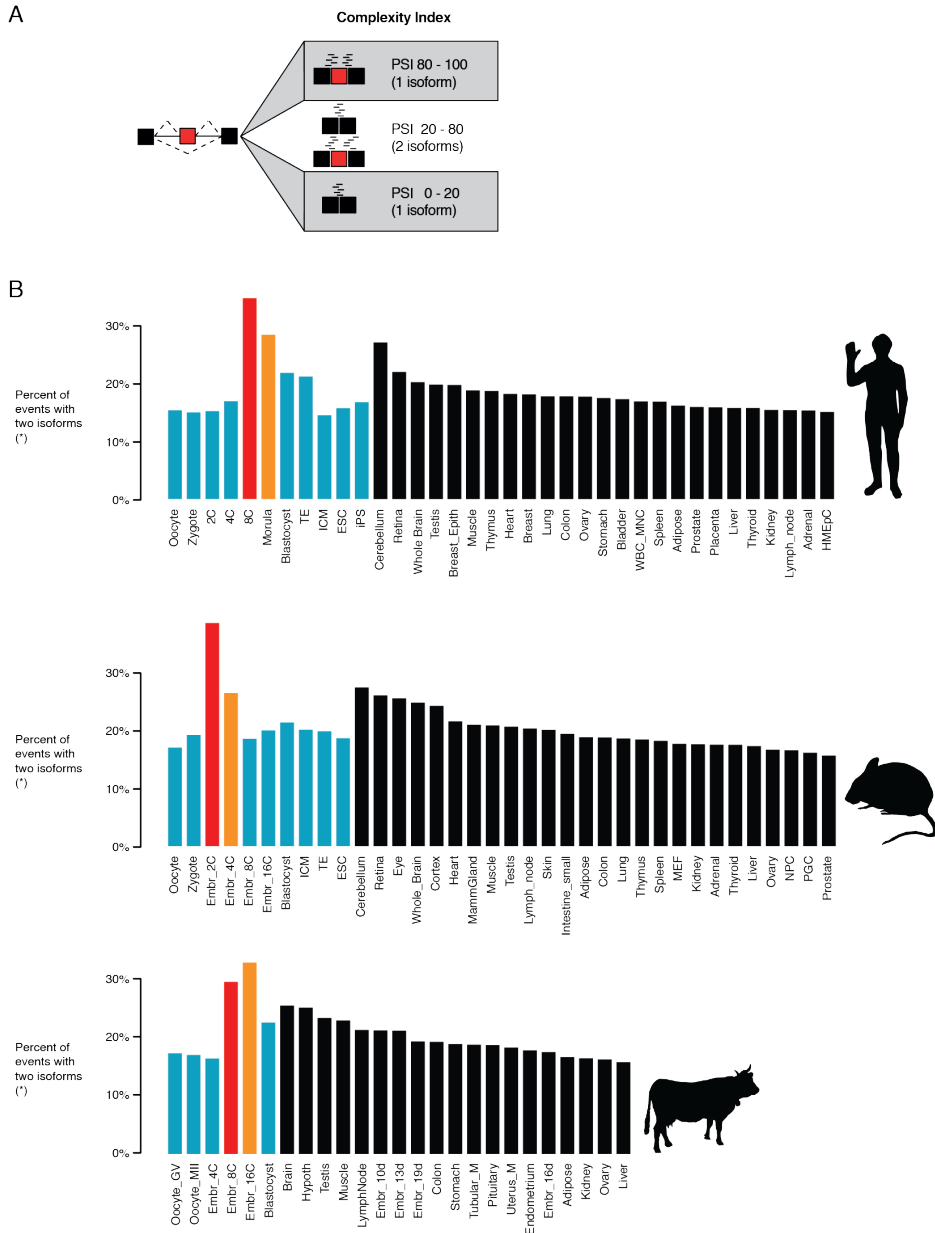 A
Complexity Index
PSI 80 - 100
(1 isoform)
PSI 20 - 80
(2 isoforms)
PSI 0 - 20
(1 isoform)
B
30%
20%
10%
0%
Percent of
events with
two isoforms
(*)
Oocyte
Zygote
2C
4C
8C
Morula
Blastocyst
TE
ICM
ESC
iPS
Cerebellum
Retina
Whole Brain
Testis
Breast_Epith
Muscle
Thymus
Heart
Breast
Lung
Colon
Ovary
Stomach
Bladder
WBC_MNC
Spleen
Adipose
Prostate
Placenta
Liver
Thyroid
Kidney
Lymph_node
Adrenal
HMEpC
30%
20%
10%
0%
Percent of
events with
two isoforms
(*)
Oocyte
Zygote
Embr_2C
Embr_4C
Embr_8C
Embr_16C
Blastocyst
ICM
TE
ESC
Cerebellum
Retina
Eye
Whole_Brain
Cortex
Heart
MammGland
Muscle
Testis
Lymph_node
Skin
Intestine_small
Adipose
Colon
Lung
Thymus
Spleen
MEF
Kidney
Adrenal
Thyroid
Liver
Ovary
NPC
PGC
Prostate
30%
20%
10%
0%
Percent of
events with
two isoforms
(*)
Oocyte_GV
Oocyte_MII
Embr_4C
Embr_8C
Embr_16C
Blastocyst
Brain
Hypoth
Testis
Muscle
LymphNode
Embr_10d
Embr_13d
Embr_19d
Colon
Stomach
Tubular_M
Pituitary
Uterus_M
Endometrium
Embr_16d
Adipose
Kidney
Ovary
Liver